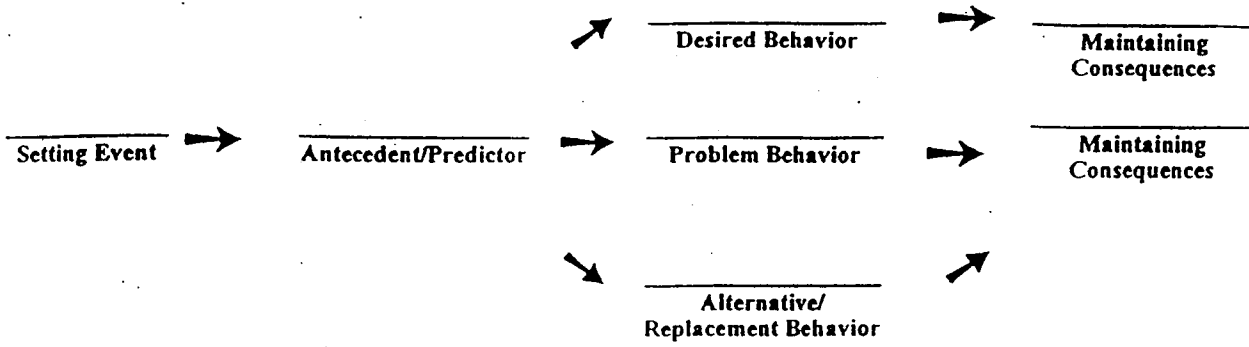 Desired Behavior
Maintaining
Consequences
Setting Event
Antecedent/Predictor
Problem Behavior
Maintaining
Consequences
Alternative/
Replacement Behavior